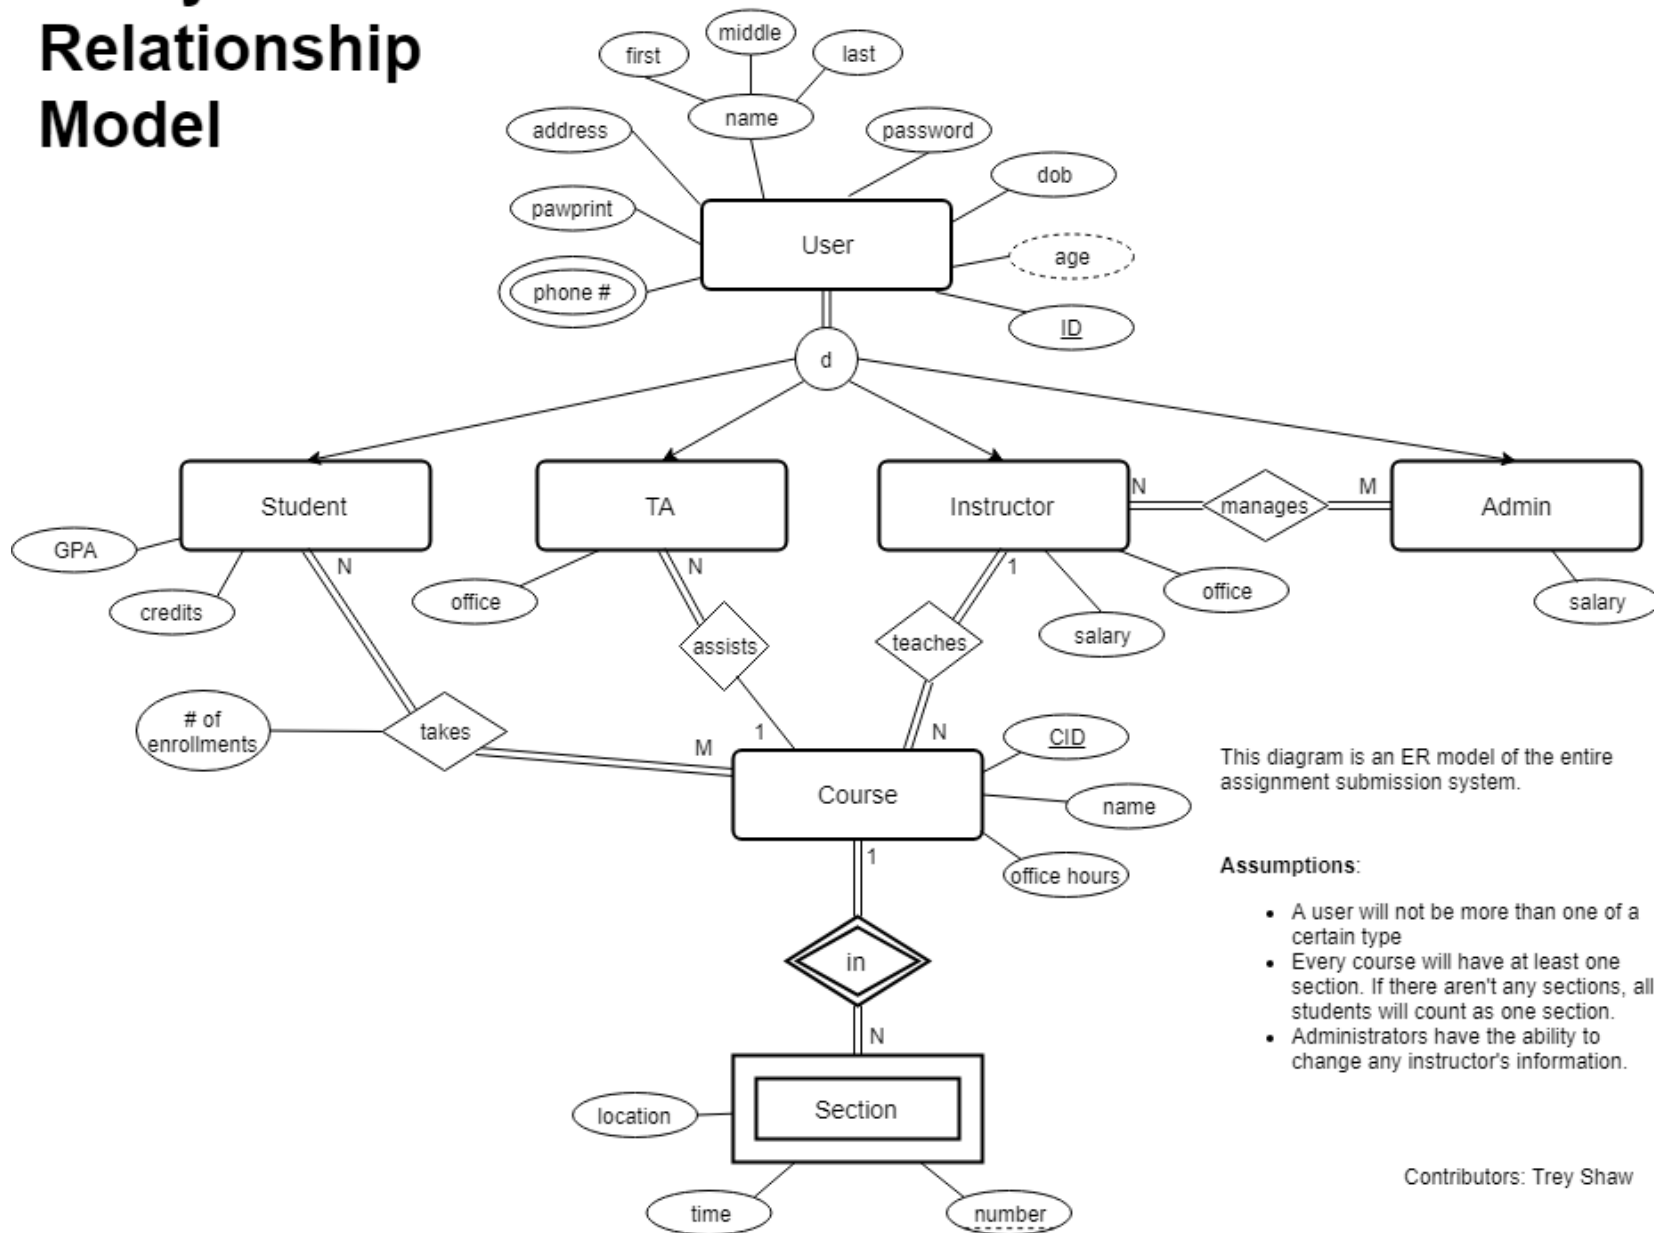 Relationship
Model
first
middle
last
name
address
password
pawprint
dob
User
age
phone #
ID
d
Student
TA
Instructor
N
manages
M
Admin
GPA
credits
N
office
N
1
office
salary
salary
assists
teaches
# of
enrollments
takes
M
1
N
CID
Course
name
office hours
1
in
N
Section
location
time
number
This diagram is an ER model of the entire
assignment submission system.
Assumptions:
• A user will not be more than one of a
certain type
• Every course will have at least one
section. If there aren't any sections, all
students will count as one section.
• Administrators have the ability to
change any instructor's information.
Contributors: Trey Shaw